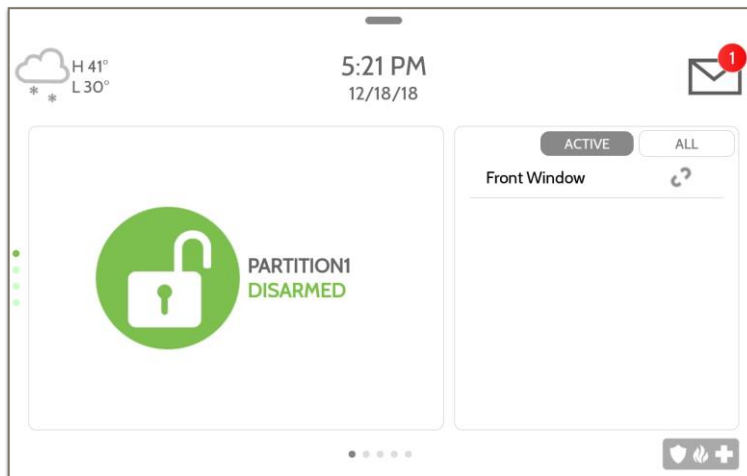 H 41°
L 30°
5:21 PM
12/18/18
1
ACTIVE
ALL
Front Window
PARTITION1
DISARMED